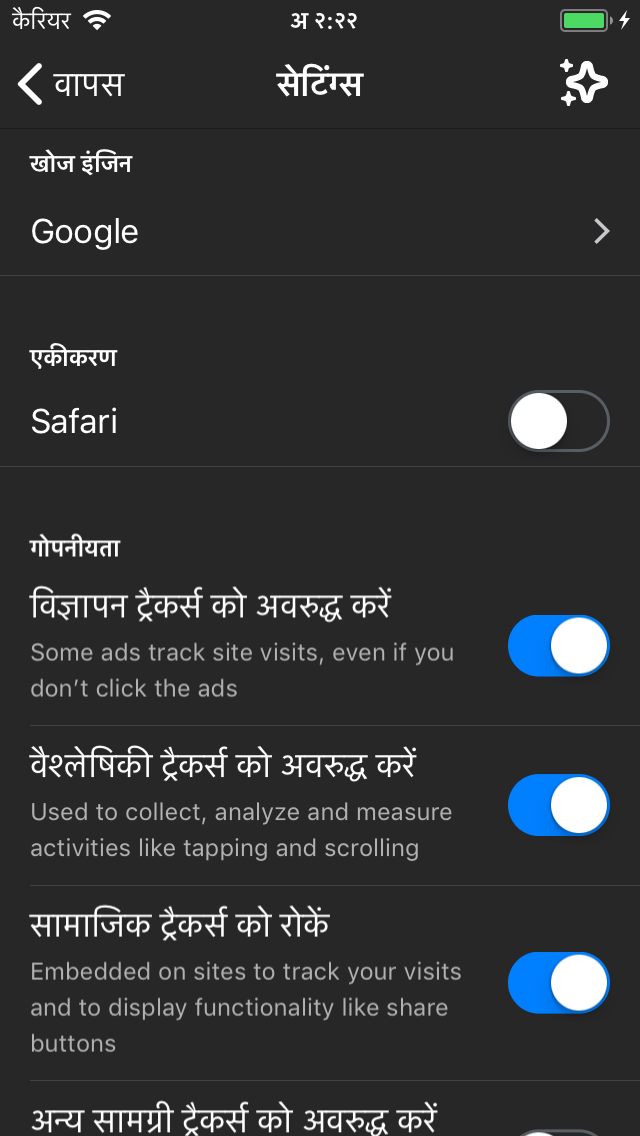 कैरियर
अ २:२२
वापस
सेटिंग्स
खोज इंजिन
Google
एकीकरण
Safari
गोपनीयता
विज्ञापन ट्रैकर्स को अवरुद्ध करें
Some ads track site visits, even if you
don’t click the ads
वैश्लेषिकी ट्रैकर्स को अवरुद्ध करें
Used to collect, analyze and measure
activities like tapping and scrolling
सामाजिक ट्रैकर्स को रोकें
Embedded on sites to track your visits
and to display functionality like share
buttons
अन्य सामग्री ट्रैकर्स को अवरुद्ध करें